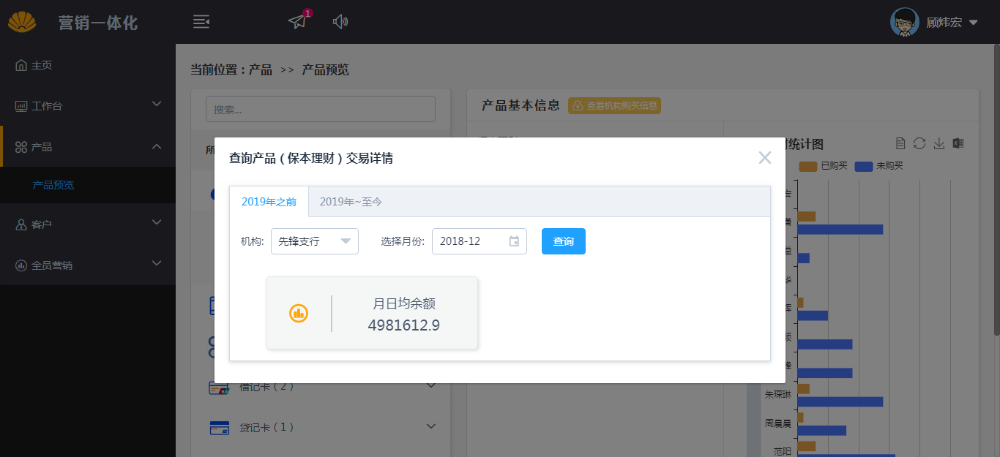 营销一体化
1
顾炜宏
主页
工作台
产品
产品预览
客户
全员营销
当前位置：产品 >> 产品预览
搜索...
产品基本信息
查看机构购买信息
计图
已购买
未购买
查询产品（保本理财）交易详情
2019年之前
2019年~至今
机构:
先锋支行
选择月份:
2018-12
查询
月日均余额
4981612.9
借记卡（2）
贷记卡（1）
朱琛琳
周晨晨
范阳